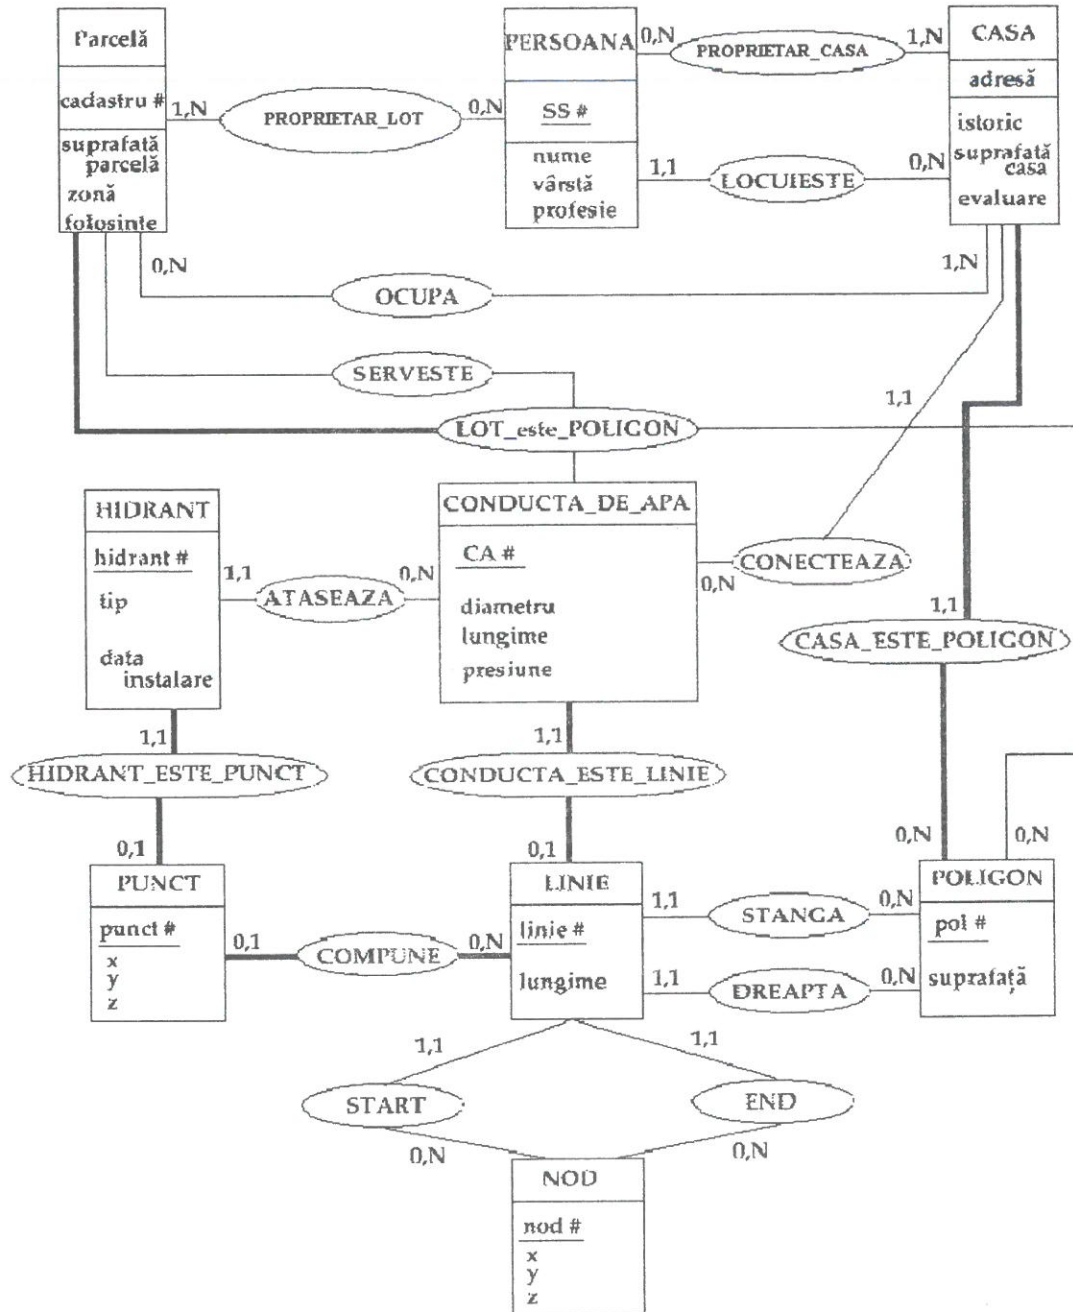 Parcelă
cadastru #
suprafată
parcelă
zonă
folosinte
1,N
PROPRIETAR_LOT
0,N
PERSOANA
SS #
nume
vârstă
profesie
0,N
PROPRIETAR_CASA
1,N
1,1
LOCUIESTE
0,N
CASA
adresă
istoric
suprafată
casa
evaluare
0,N
OCUPA
1,N
SERVESTE
LOT_este_POLIGON
1,1
HIDRANT
hidrant #
tip
data
instalare
1,1
ATASEAZA
0,N
CONDUCTA_DE_APA
CA #
diametru
lungime
presiune
0,N
CONECTEAZA
1,1
CASA_ESTE_POLIGON
1,1
HIDRANT_ESTE_PUNCT
0,1
1,1
CONDUCTA_ESTE_LINIE
0,1
0,N
0,N
PUNCT
punct #
x
y
z
0,1
COMPUNE
0,N
LINIE
linie #
lungime
1,1
STANGA
0,N
1,1
DREAPTA
0,N
POLIGON
pol #
suprafață
1,1
1,1
START
END
0,N
0,N
NOD
nod #
x
y
z